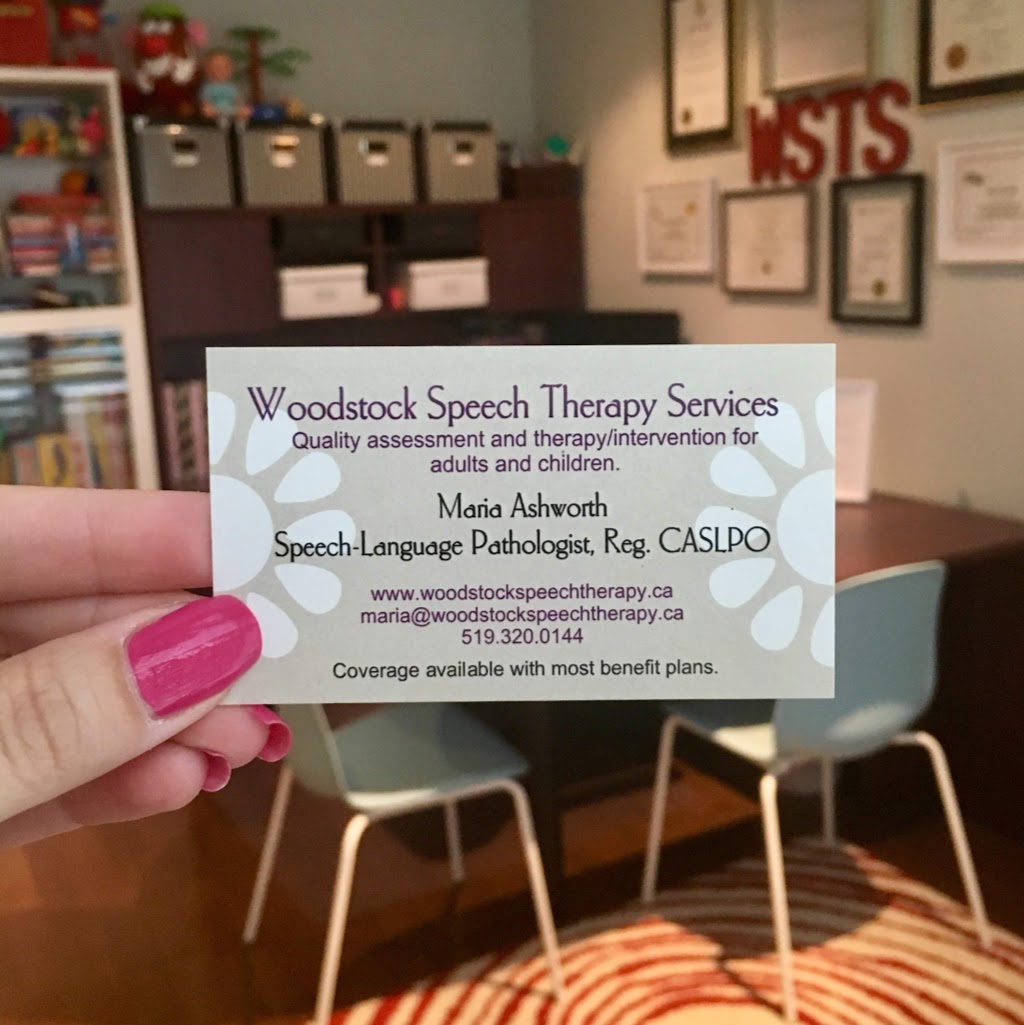 WSTS
Woodstock Speech Therapy Services
Quality assessment and therapy/intervention for
adults and children.
Maria Ashworth
Speech-Language Pathologist, Reg. CASLPO
www.woodstockspeechtherapy.ca
maria@woodstockspeechtherapy.ca
519.320.0144
Coverage available with most benefit plans.